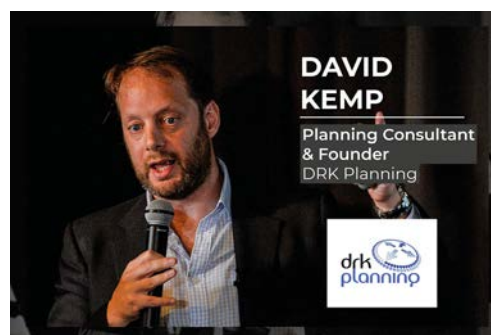 DAVID
KEMP
Planning Consultant
& Founder
DRK Planning
drk
planning